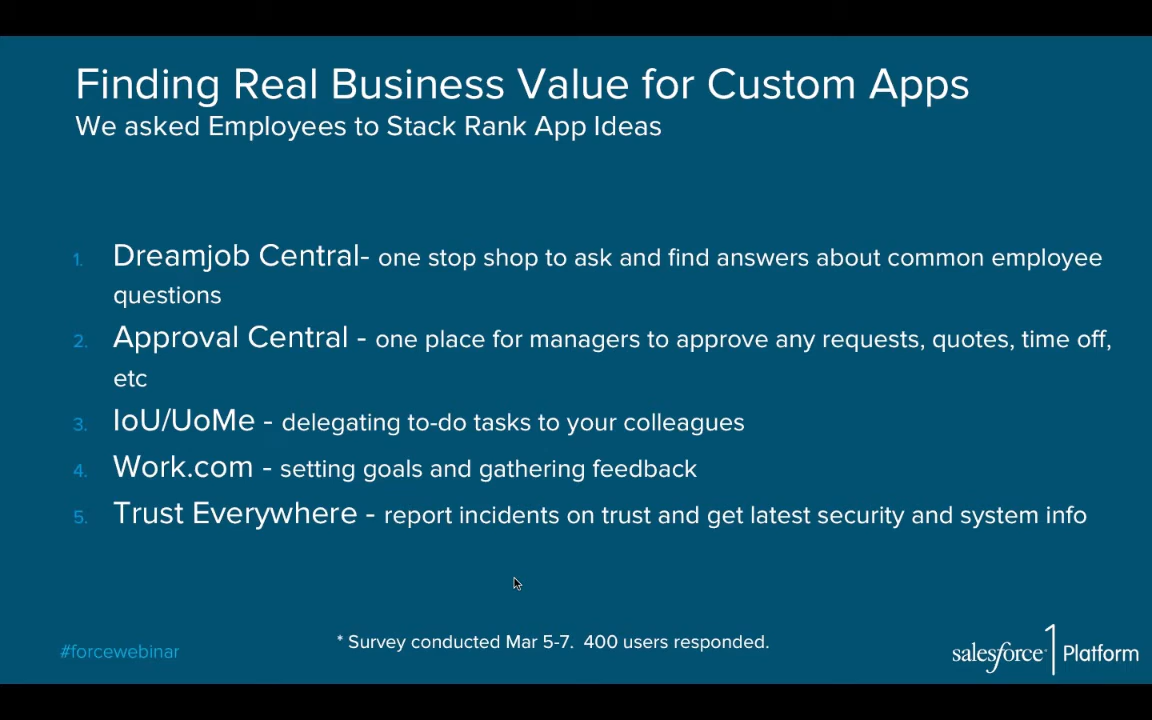 Finding Real Business Value for Custom Apps
We asked Employees to Stack Rank App Ideas
1. Dreamjob Central- one stop shop to ask and find answers about common employee
questions
2. Approval Central - one place for managers to approve any requests, quotes, time off,
etc
3. IoU/UoMe - delegating to-do tasks to your colleagues
4. Work.com - setting goals and gathering feedback
5. Trust Everywhere - report incidents on trust and get latest security and system info
* Survey conducted Mar 5-7. 400 users responded.
#forcewebinar
salesforce1 Platform